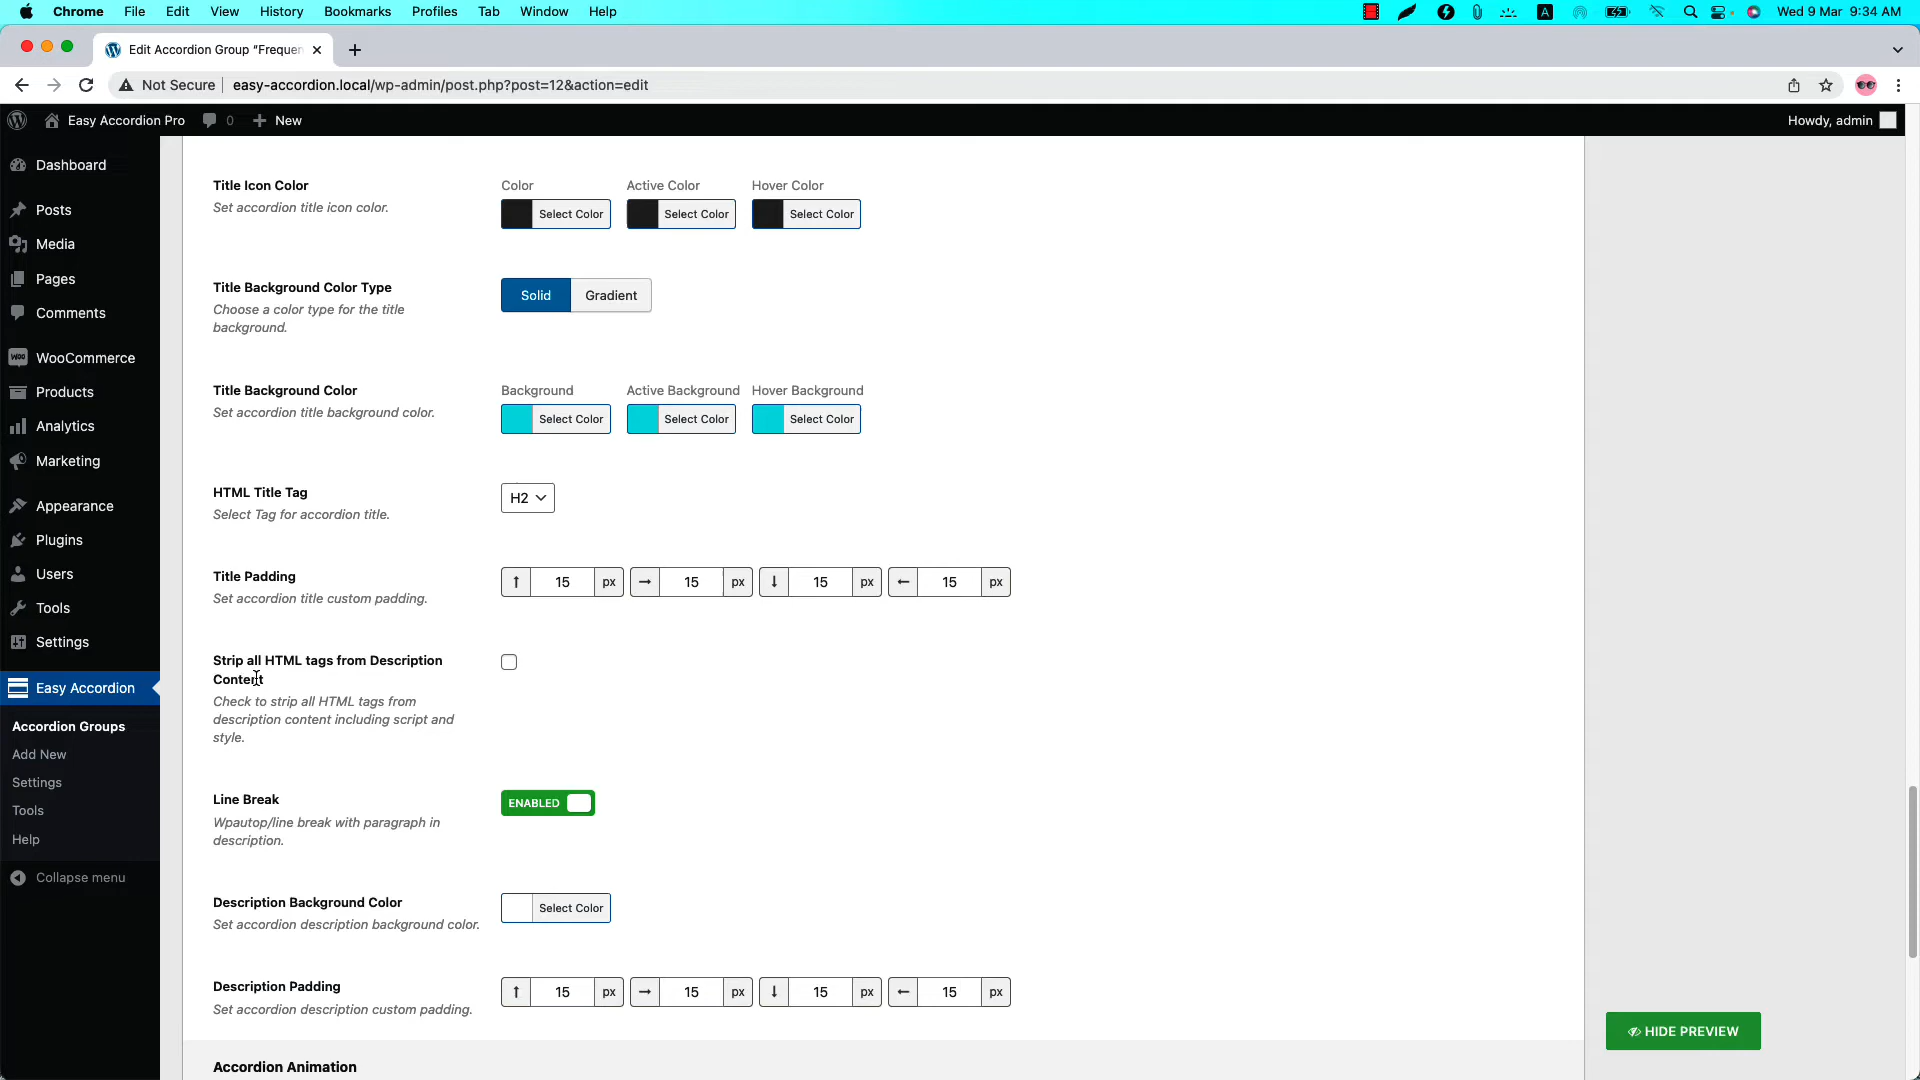 Chrome File Edit View History Bookmarks Profiles Tab Window Help A Wed 9 Mar 9:34 AM
Edit Accordion Group “Frequen
Not Secure easy-accordion.local/wp-admin/post.php?post=12&action=edit
Easy Accordion Pro 0 New Howdy, admin
Dashboard
Posts
Media
Pages
Comments
WooCommerce
Products
Analytics
Marketing
Appearance
Plugins
Users
Tools
Settings
Easy Accordion
Accordion Groups
Add New
Settings
Tools
Help
Collapse menu
Title Icon Color
Set accordion title icon color.
Color Active Color Hover Color
Select Color Select Color Select Color
Title Background Color Type
Choose a color type for the title
background.
Solid Gradient
Title Background Color
Set accordion title background color.
Background Active Background Hover Background
Select Color Select Color Select Color
HTML Title Tag
Select Tag for accordion title.
H2
Title Padding
Set accordion title custom padding.
↑ 15 px → 15 px ↓ 15 px ← 15 px
Strip all HTML tags from Description
Content
Check to strip all HTML tags from
description content including script and
style.
Line Break
Wpautop/line break with paragraph in
description.
ENABLED
Description Background Color
Set accordion description background color.
Select Color
Description Padding
Set accordion description custom padding.
↑ 15 px → 15 px ↓ 15 px ← 15 px
Accordion Animation
HIDE PREVIEW